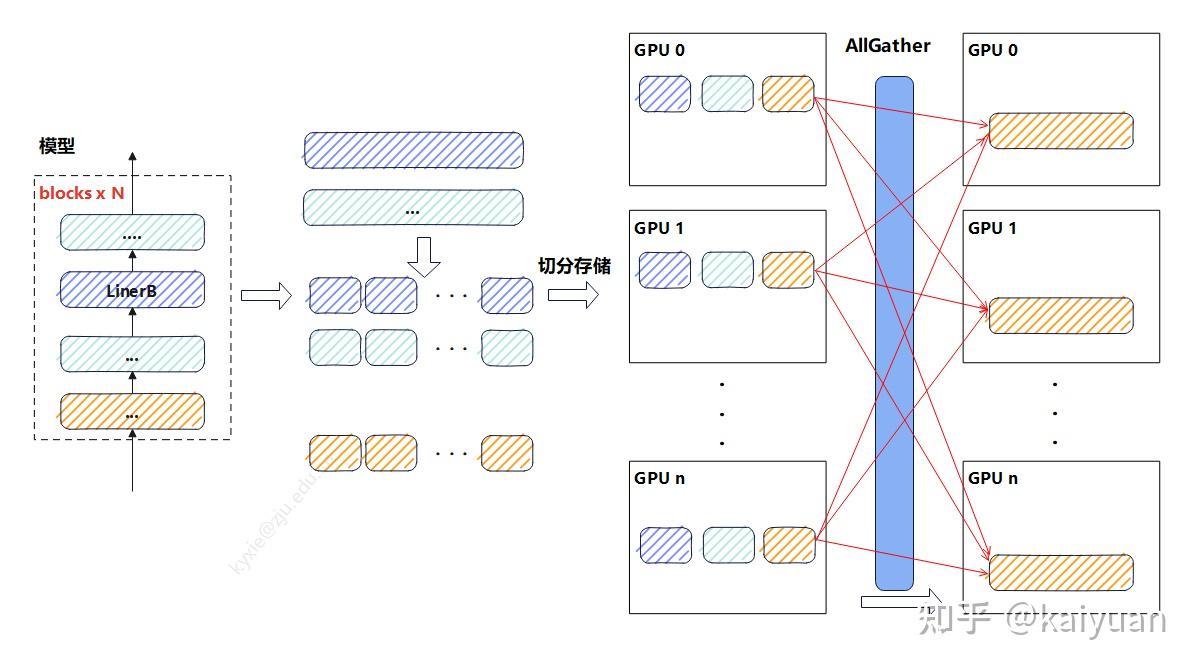 模型
blocks x N
....
LinerB
...
...
...
切分存储
kyxie@zju.edu.
GPU 0
GPU 1
GPU n
AllGather
GPU 0
GPU 1
GPU n
知乎 @kaiyuan